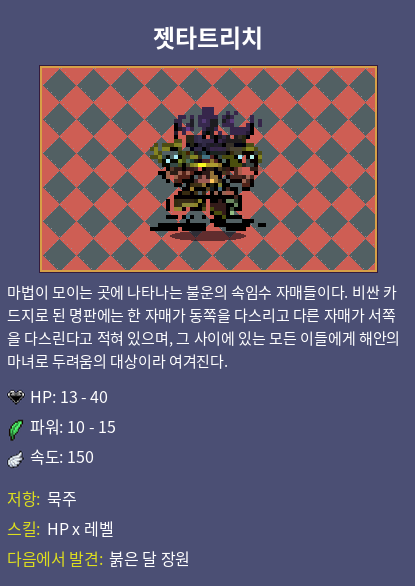 젯타트리치
마법이 모이는 곳에 나타나는 불운의 속임수 자매들이다. 비싼 카
드지로 된 명판에는 한 자매가 동쪽을 다스리고 다른 자매가 서쪽
을 다스린다고 적혀 있으며, 그 사이에 있는 모든 이들에게 해안의
마녀로 두려움의 대상이라 여겨진다.
HP: 13 - 40
파워: 10 - 15
속도: 150
저항: 묵주
스킬: HP x 레벨
다음에서 발견: 붉은 달 장원